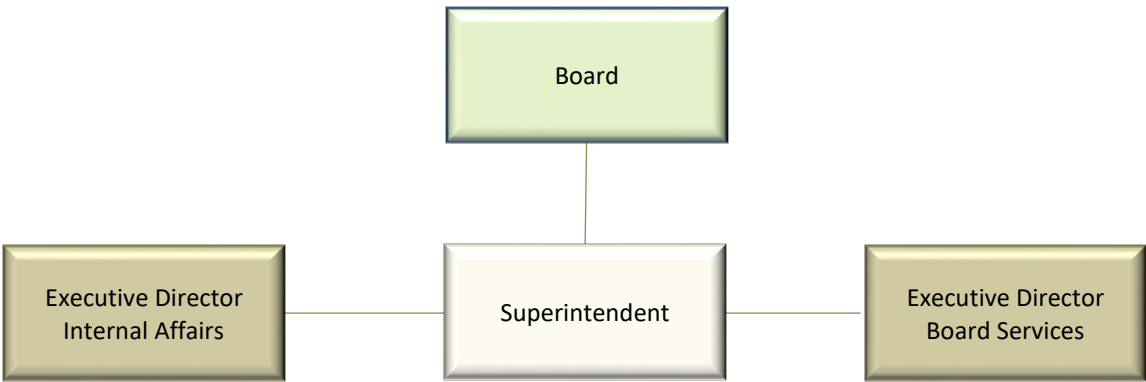 Board
Executive Director
Internal Affairs
Superintendent
Executive Director
Board Services